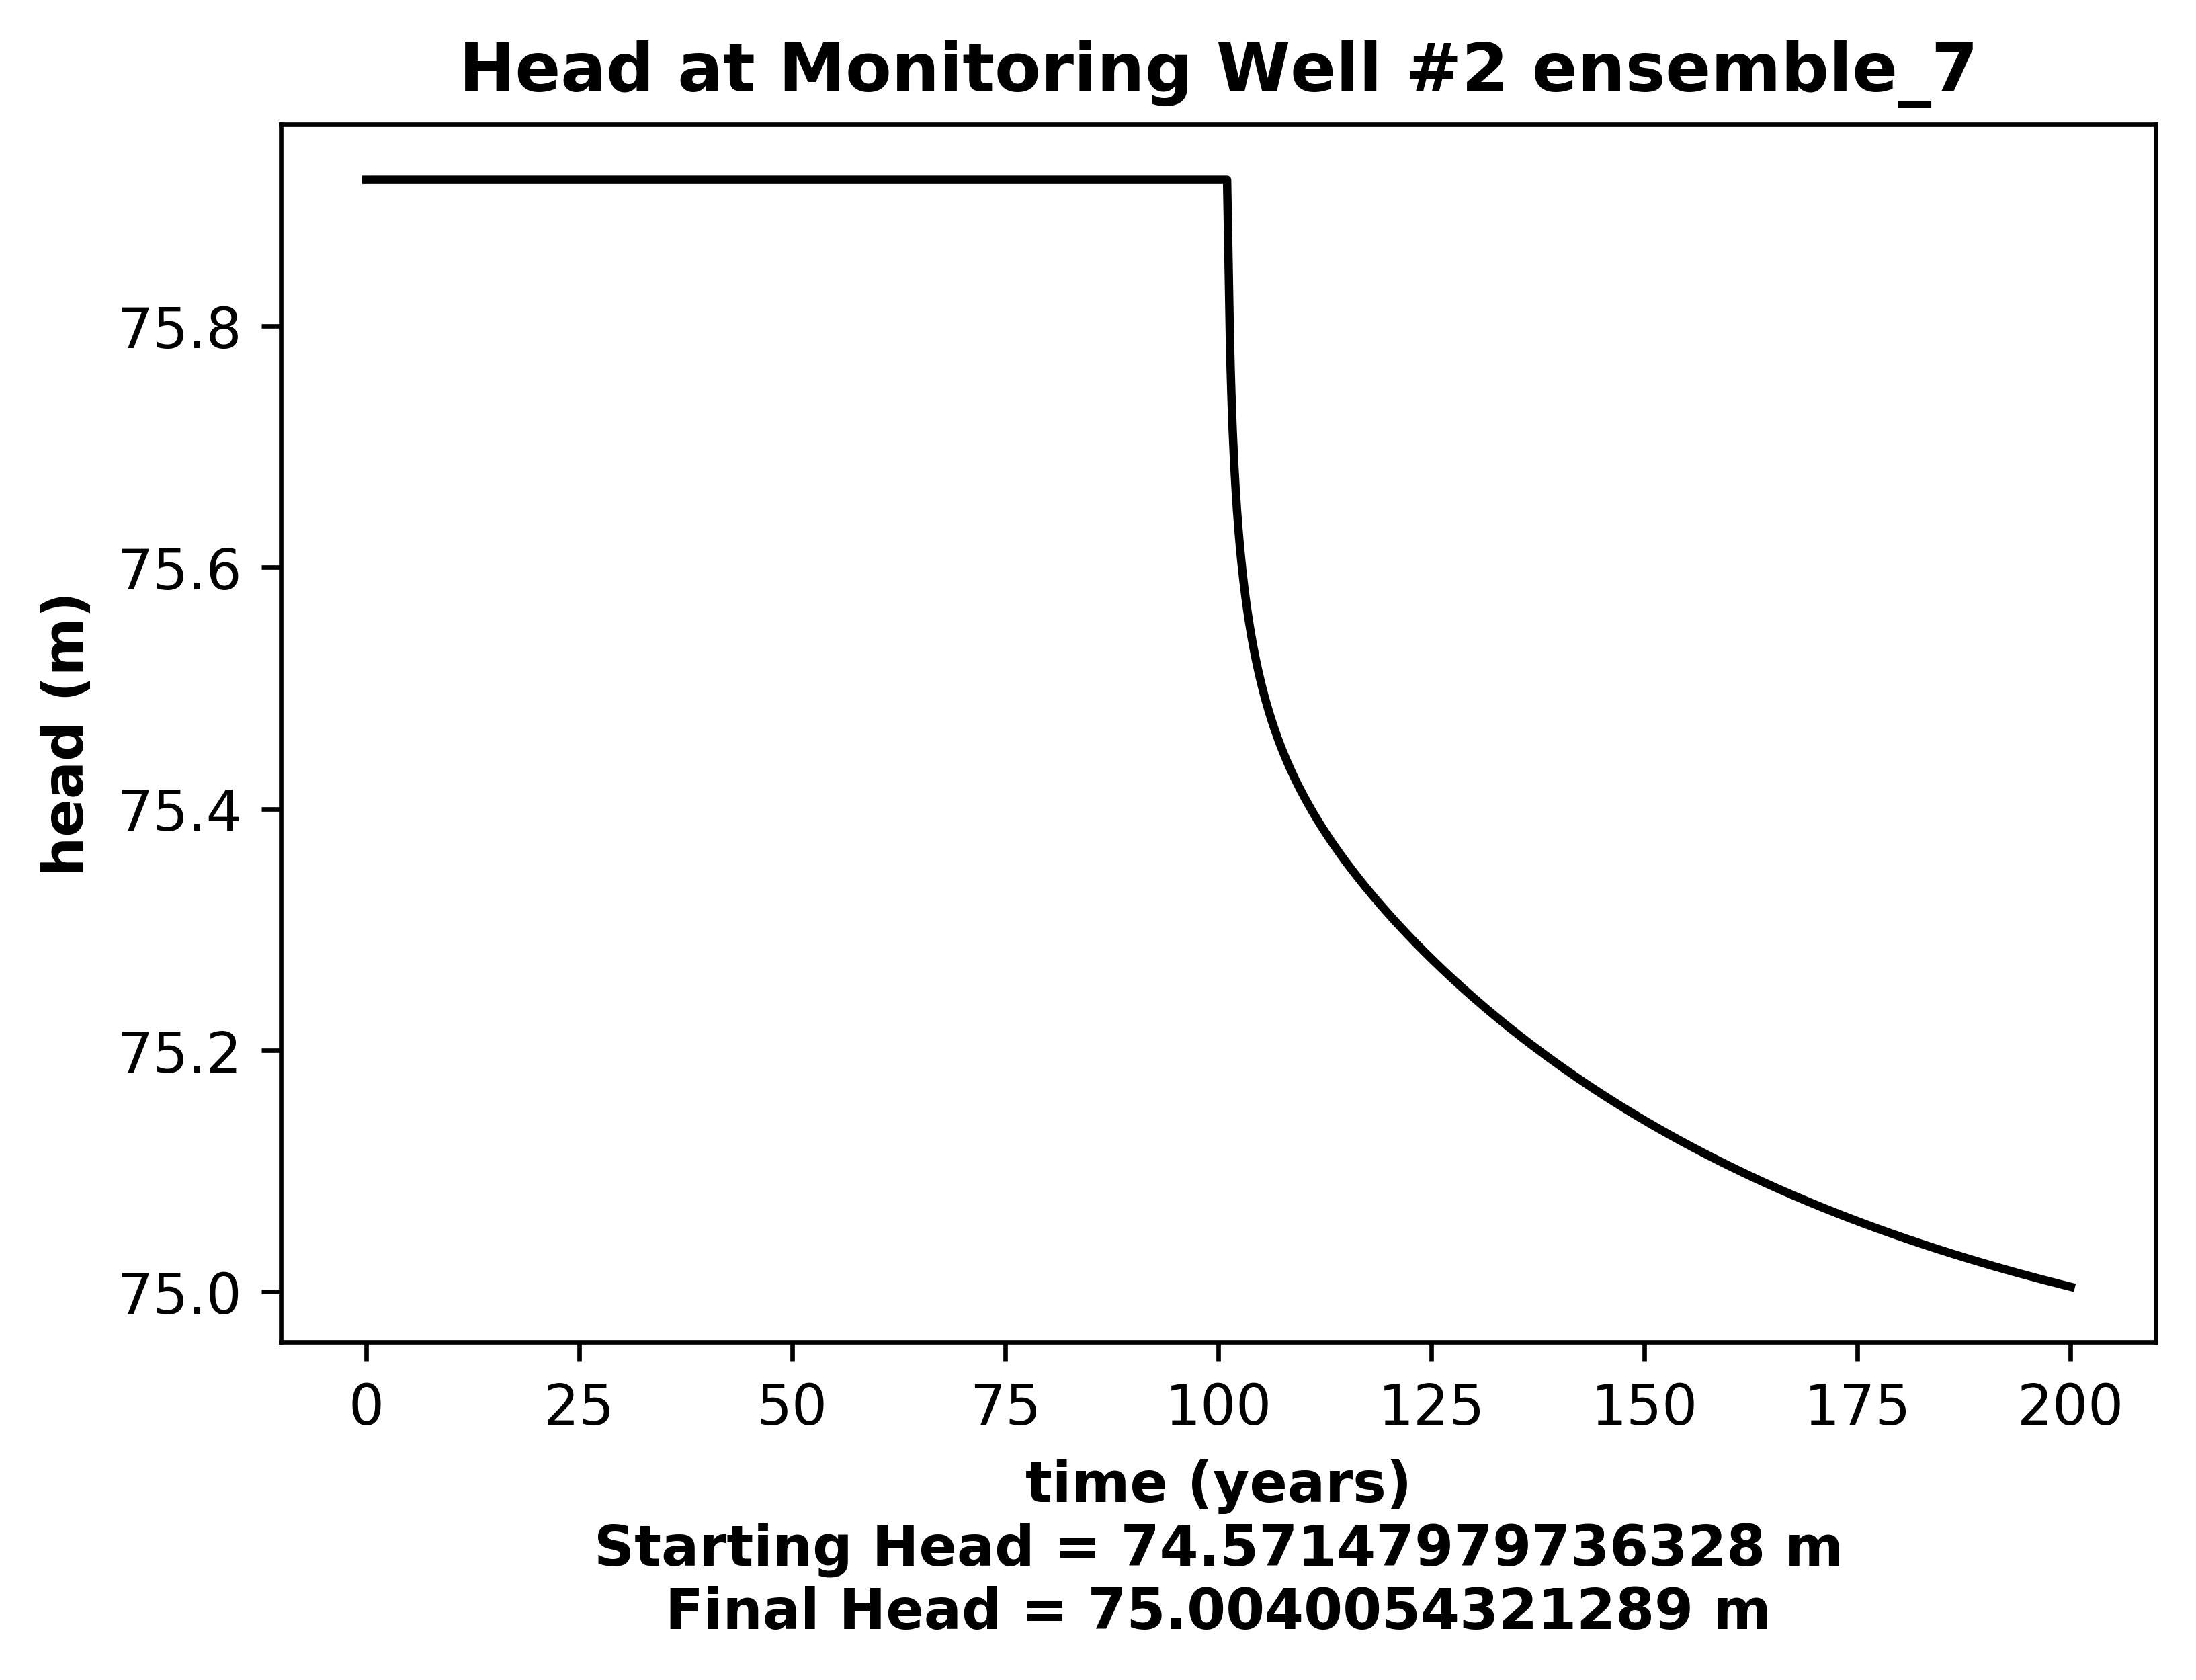 Head at Monitoring Well #2 ensemble_7
head (m)
75.8
75.6
75.4
75.2
75.0
0 25 50 75 100 125 150 175 200
time (years)
Starting Head = 74.57147979736328 m
Final Head = 75.0040054321289 m